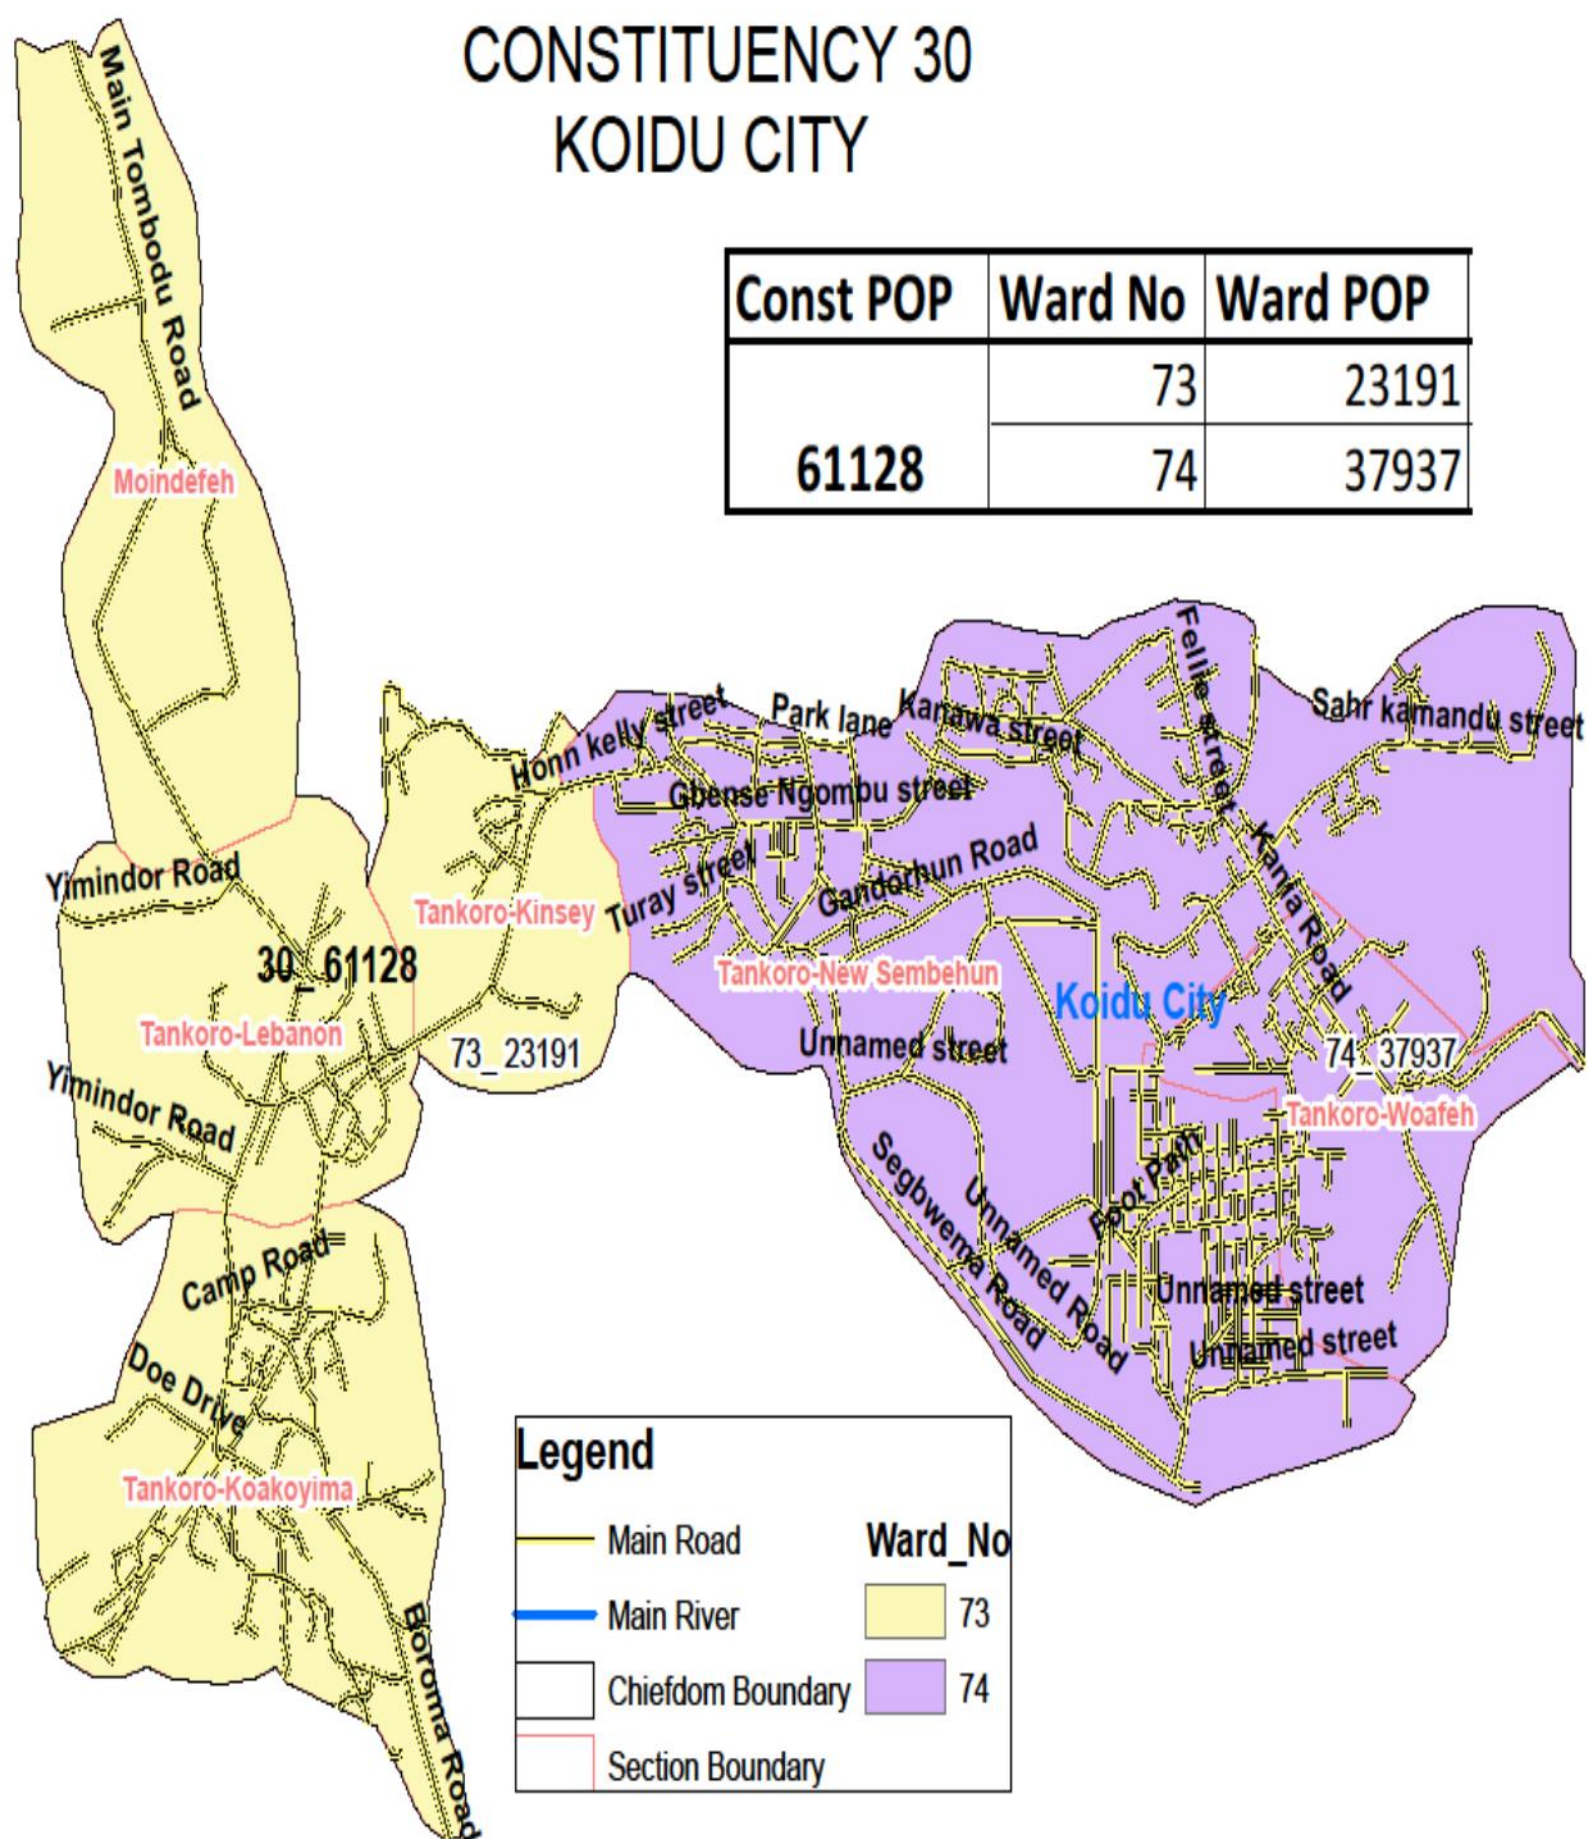 CONSTITUENCY 30
KOIDU CITY
Const POP Ward No Ward POP
73 23191
61128 74 37937
Main Tombodu Road
Moindefeh
Fellie street
Sahr kamandu street
Honn kelly street
Park lane
Kanawa street
Gbense Ngombu street
Yimindor Road
Tankoro-Kinsey
Turay street
Gandorhun Road
Kanfa Road
30_61128
Tankoro-New Sembehun
Koidu City
Tankoro-Lebanon
73_23191
Unnamed street
74_37937
Yimindor Road
Tankoro-Woafeh
Segbwema Road
Unnamed Road
Foot Path
Camp Road
Unnamed street
Unnamed street
Doe Drive
Tankoro-Koakoyima
Boroma Road
Legend
Main Road
Main River
Chiefdom Boundary
Section Boundary
Ward_No
73
74